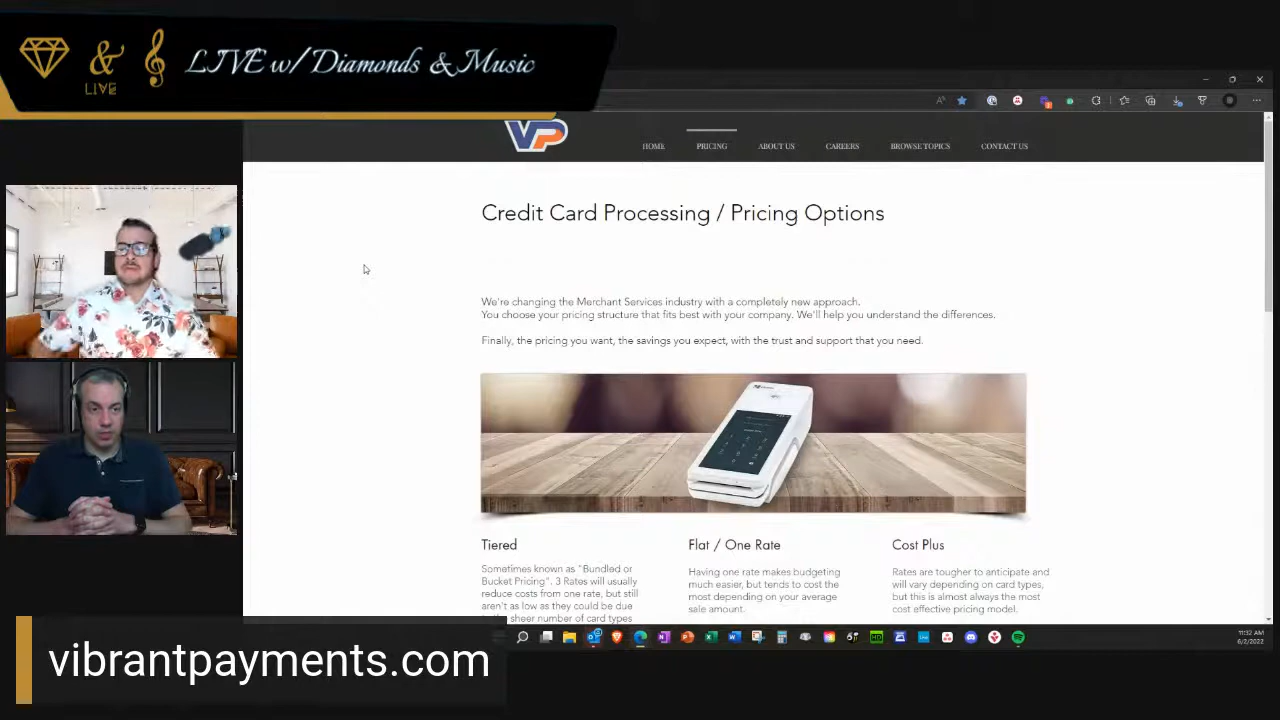 & LIVE w/Diamonds & Music
LIVE
VP
HOME PRICING ABOUT US CAREERS BROWSE TOPICS CONTACT US
Credit Card Processing / Pricing Options
We're changing the Merchant Services industry with a completely new approach.
You choose your pricing structure that fits best with your company. We'll help you understand the differences.
Finally, the pricing you want, the savings you expect, with the trust and support that you need.
Tiered
Sometimes known as "Bundled or
Bucket Pricing". 3 Rates will usually
reduce costs from one rate, but still
aren't as low as they could be due
sheer number of card types
Flat / One Rate
Having one rate makes budgeting
much easier, but tends to cost the
most depending on your average
sale amount.
Cost Plus
Rates are tougher to anticipate and
will vary depending on card types,
but this is almost always the most
cost effective pricing model.
11:32 AM
6/2/2022
vibrantpayments.com